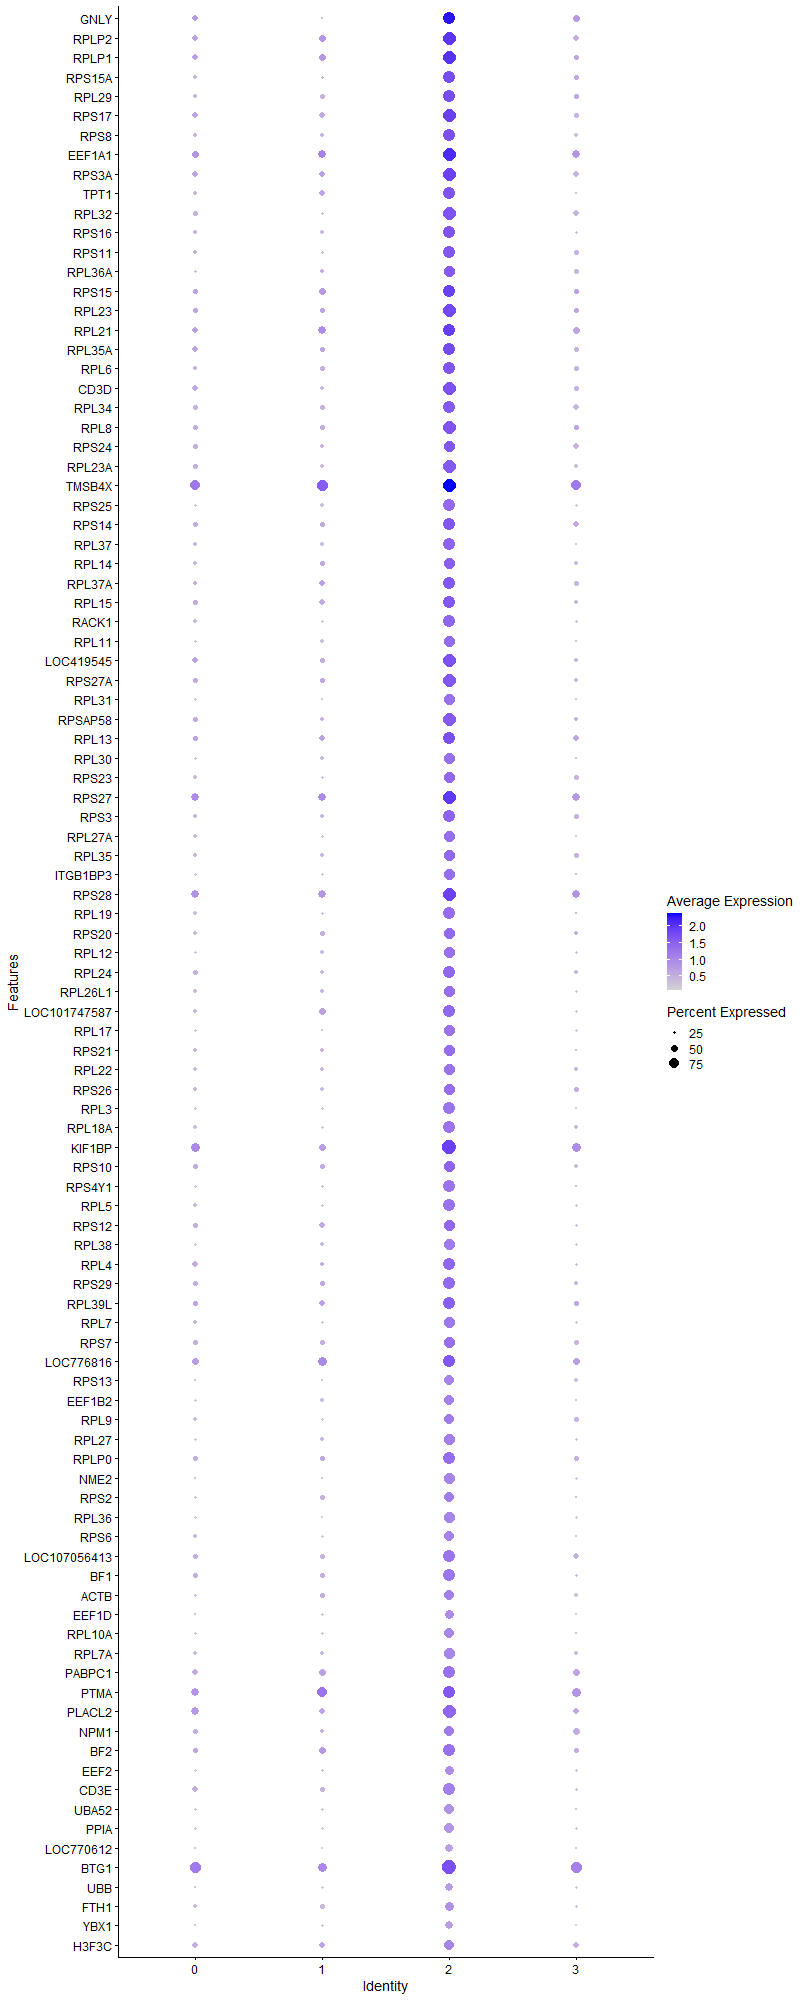 GNLY
RPLP2
RPLP1
RPS15A
RPL29
RPS17
RPS8
EEF1A1
RPS3A
TPT1
RPL32
RPS16
RPS11
RPL36A
RPS15
RPL23
RPL21
RPL35A
RPL6
CD3D
RPL34
RPL8
RPS24
RPL23A
TMSB4X
RPS25
RPS14
RPL37
RPL14
RPL37A
RPL15
RACK1
RPL11
LOC419545
RPS27A
RPL31
RPSAP58
RPL13
RPL30
RPS23
RPS27
RPS3
RPL27A
RPL35
ITGB1BP3
RPS28
RPL19
RPS20
RPL12
RPL24
RPL26L1
LOC101747587
RPL17
RPS21
RPL22
RPS26
RPL3
RPL18A
KIF1BP
RPS10
RPS4Y1
RPL5
RPS12
RPL38
RPL4
RPS29
RPL39L
RPL7
RPS7
LOC776816
RPS13
EEF1B2
RPL9
RPL27
RPLP0
NME2
RPS2
RPL36
RPS6
LOC107056413
BF1
ACTB
EEF1D
RPL10A
RPL7A
PABPC1
PTMA
PLACL2
NPM1
BF2
EEF2
CD3E
UBA52
PPIA
LOC770612
BTG1
UBB
FTH1
YBX1
H3F3C
Features
0 1 2 3
Identity
Average Expression
2.0
1.5
1.0
0.5
Percent Expressed
25
50
75